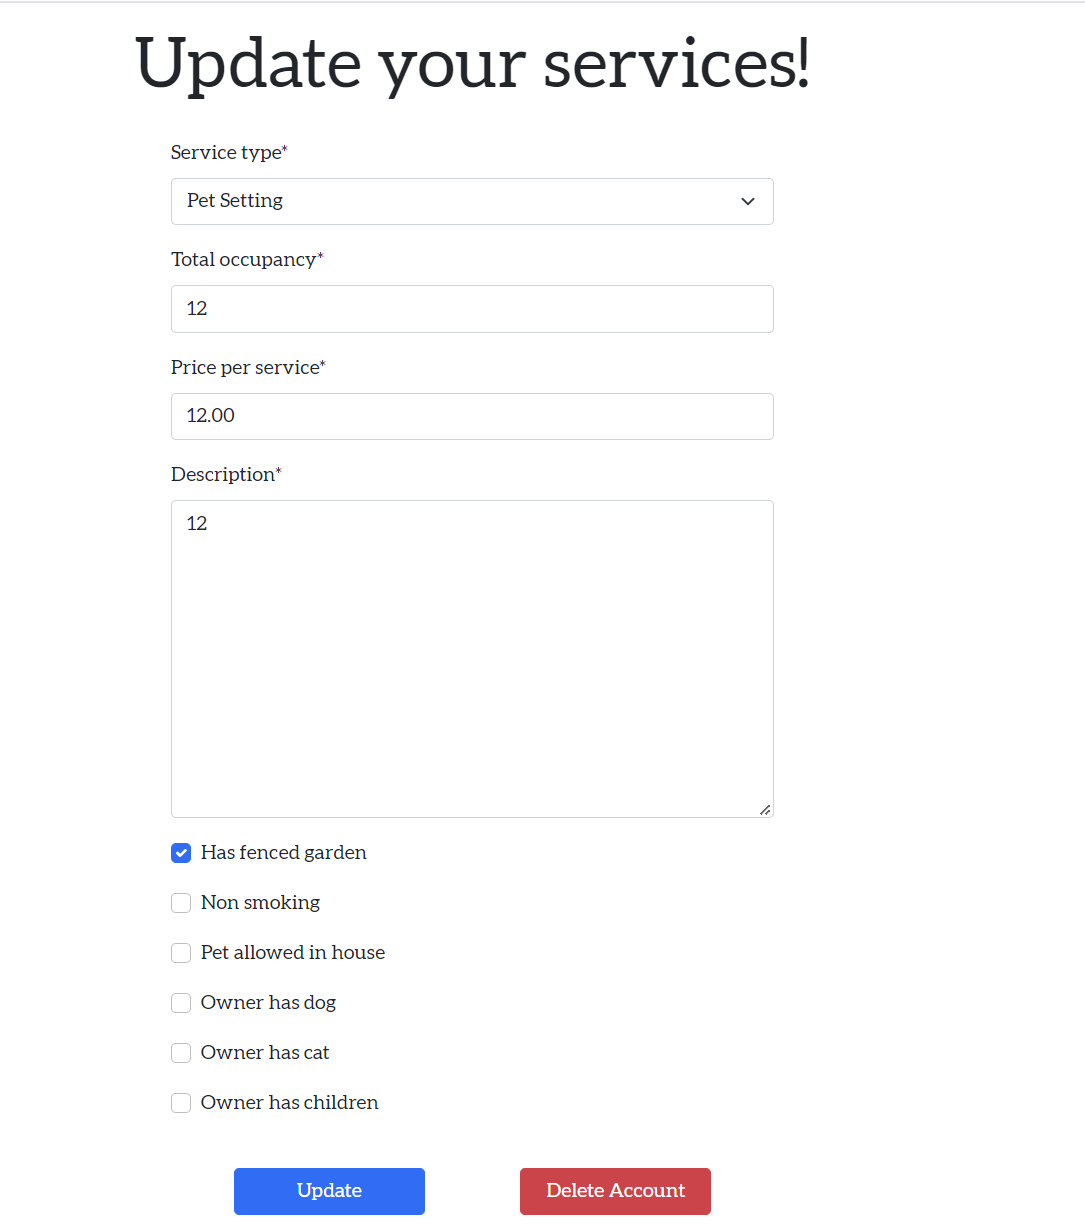 Update your services!
Service type*
Pet Setting
Total occupancy*
12
Price per service*
12.00
Description*
12
Has fenced garden
Non smoking
Pet allowed in house
Owner has dog
Owner has cat
Owner has children
Update Delete Account